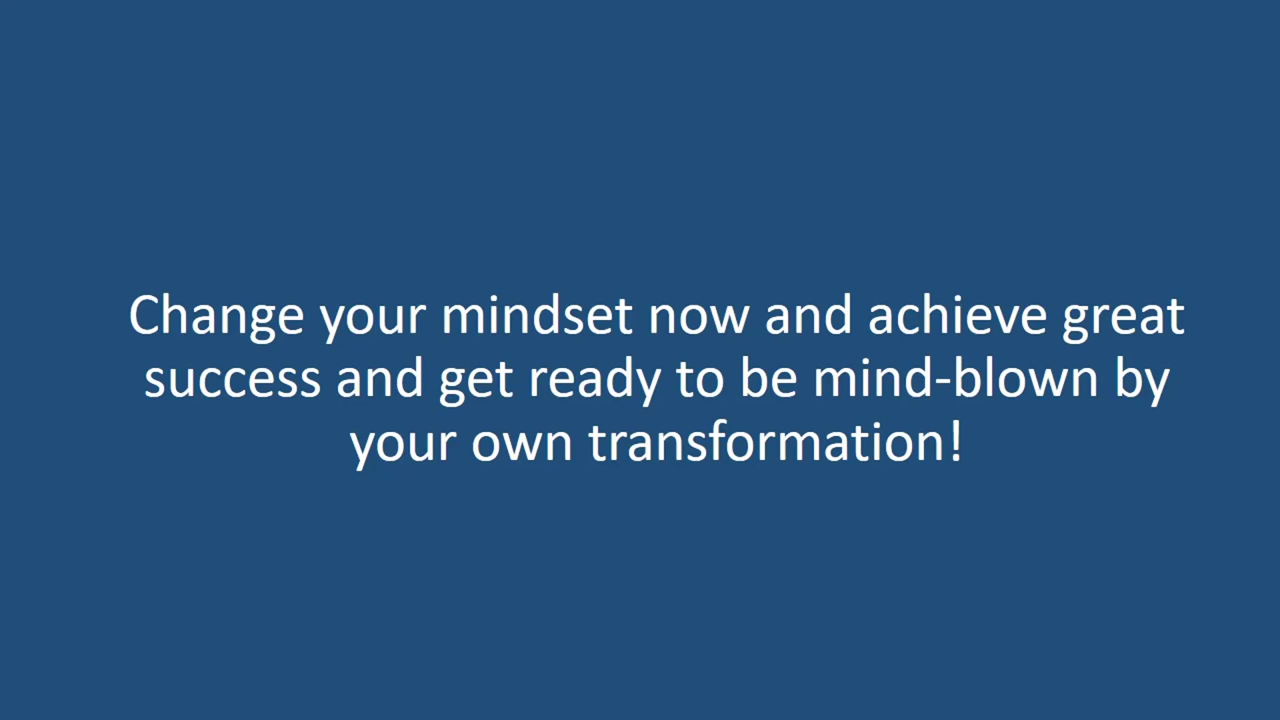 Change your mindset now and achieve great
success and get ready to be mind-blown by
your own transformation!